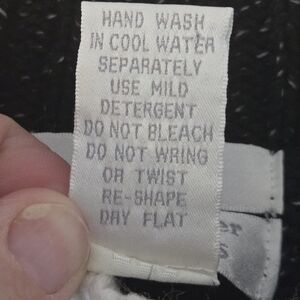 HAND WASH
IN COOL WATER
SEPARATELY
USE MILD
DETERGENT
DO NOT BLEACH
DO NOT WRING
OR TWIST
RE-SHAPE
DRY FLAT